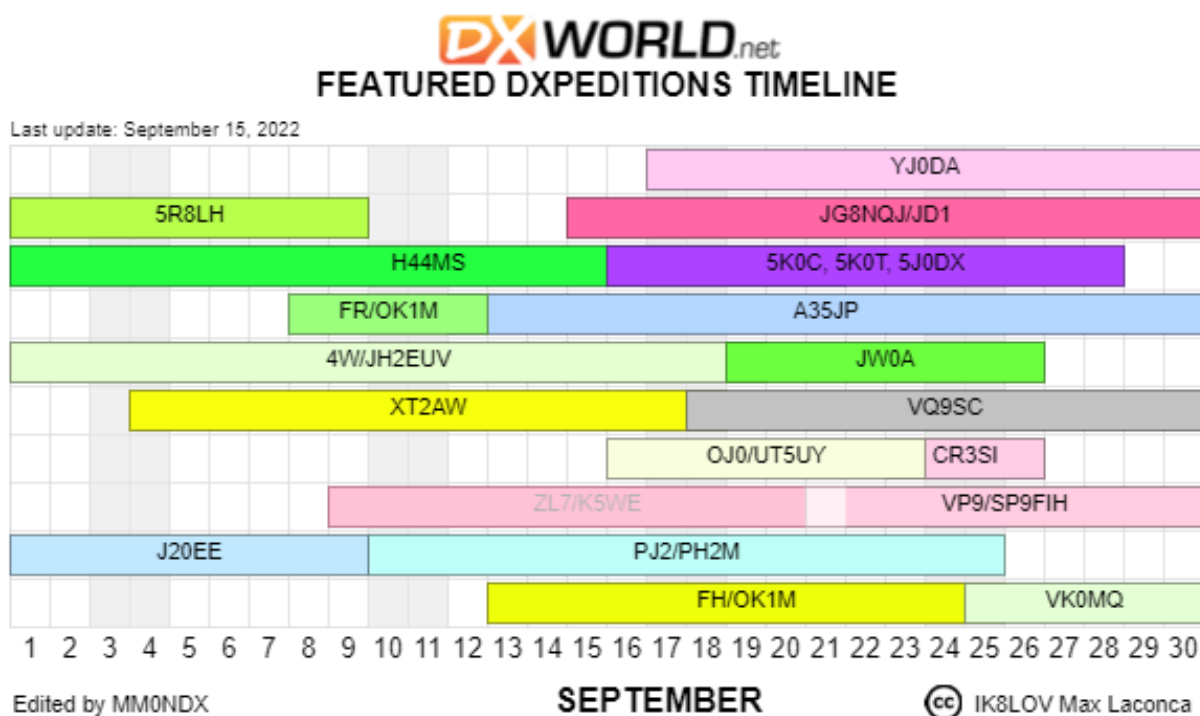 DXWORLD.net
FEATURED DXPEDITIONS TIMELINE
Last update: September 15, 2022
YJ0DA
5R8LH JG8NQJ/JD1
H44MS 5K0C, 5K0T, 5J0DX
FR/OK1M A35JP
4W/JH2EUV JW0A
XT2AW VQ9SC
OJ0/UT5UY CR3SI
ZL7/K5WE VP9/SP9FIH
J20EE PJ2/PH2M
FH/OK1M VK0MQ
1 2 3 4 5 6 7 8 9 10 11 12 13 14 15 16 17 18 19 20 21 22 23 24 25 26 27 28 29 30
Edited by MM0NDX SEPTEMBER cc IK8LOV Max Laconca